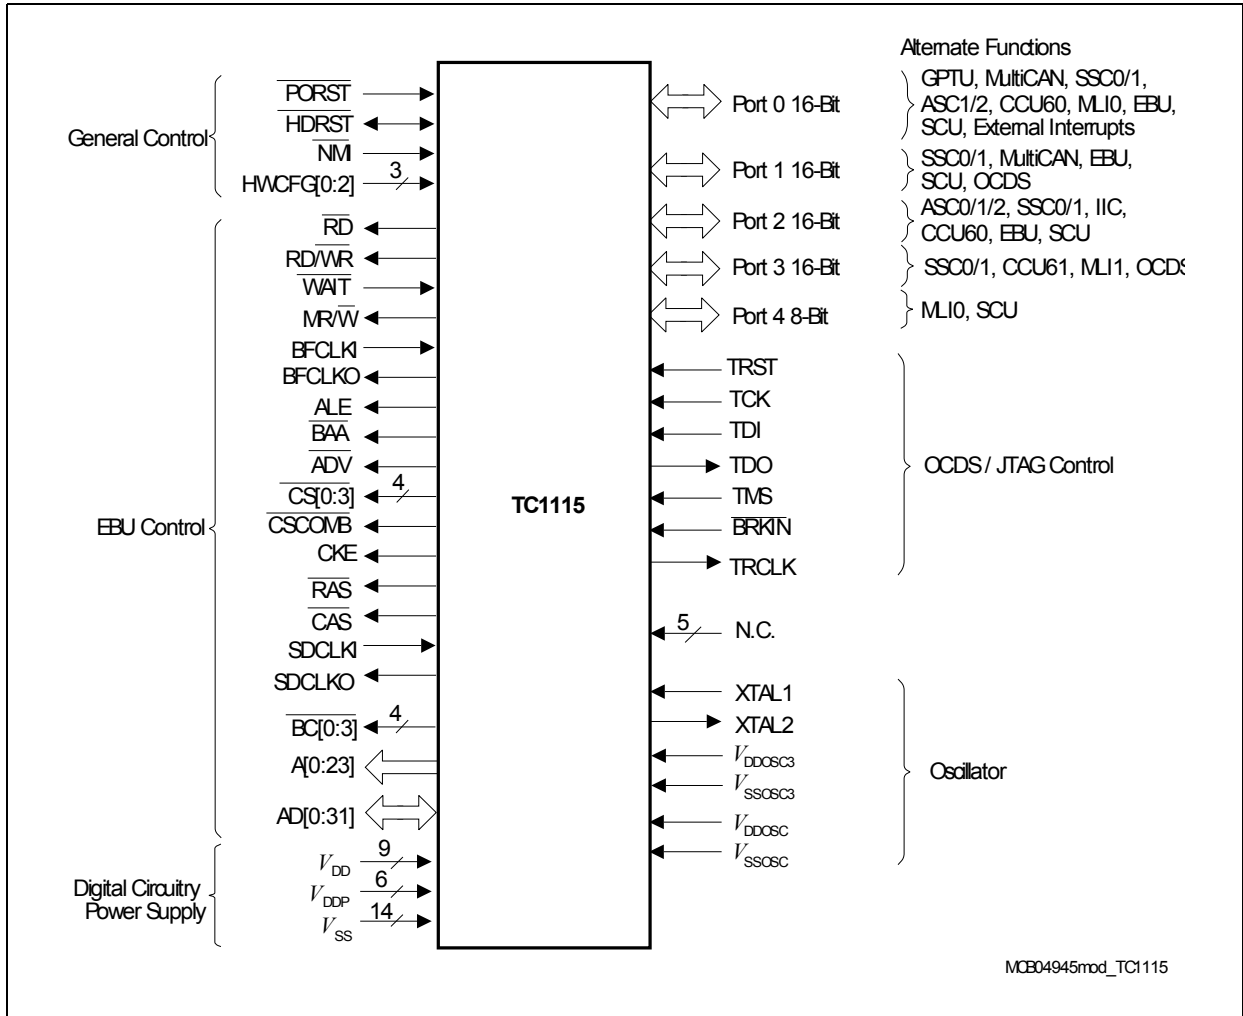 Alternate Functions
General Control
PORST
HDRST
NMI
HWCFG[0:2]
3
EBU Control
RD
RD/WR
WAIT
MR/W
BFCLKI
BFCLKO
ALE
BAA
ADV
CS[0:3]
4
CSCOMB
CKE
RAS
CAS
SDCLKI
SDCLKO
BC[0:3]
4
A[0:23]
AD[0:31]
Digital Circuitry
Power Supply
VDD
9
VDDP
6
VSS
14
TC1115
Port 0 16-Bit
GPTU, MultiCAN, SSC0/1,
ASC1/2, CCU60, MLI0, EBU,
SCU, External Interrupts
Port 1 16-Bit
SSC0/1, MultiCAN, EBU,
SCU, OCDS
Port 2 16-Bit
ASC0/1/2, SSC0/1, IIC,
CCU60, EBU, SCU
Port 3 16-Bit
SSC0/1, CCU61, MLI1, OCDS
Port 4 8-Bit
MLI0, SCU
TRST
TCK
TDI
TDO
TMS
BRKIN
TRCLK
OCDS / JTAG Control
5
N.C.
XTAL1
XTAL2
VDDOSC3
VSSOSC3
VDDOSC
VSSOSC
Oscillator
MCB04945mod_TC1115